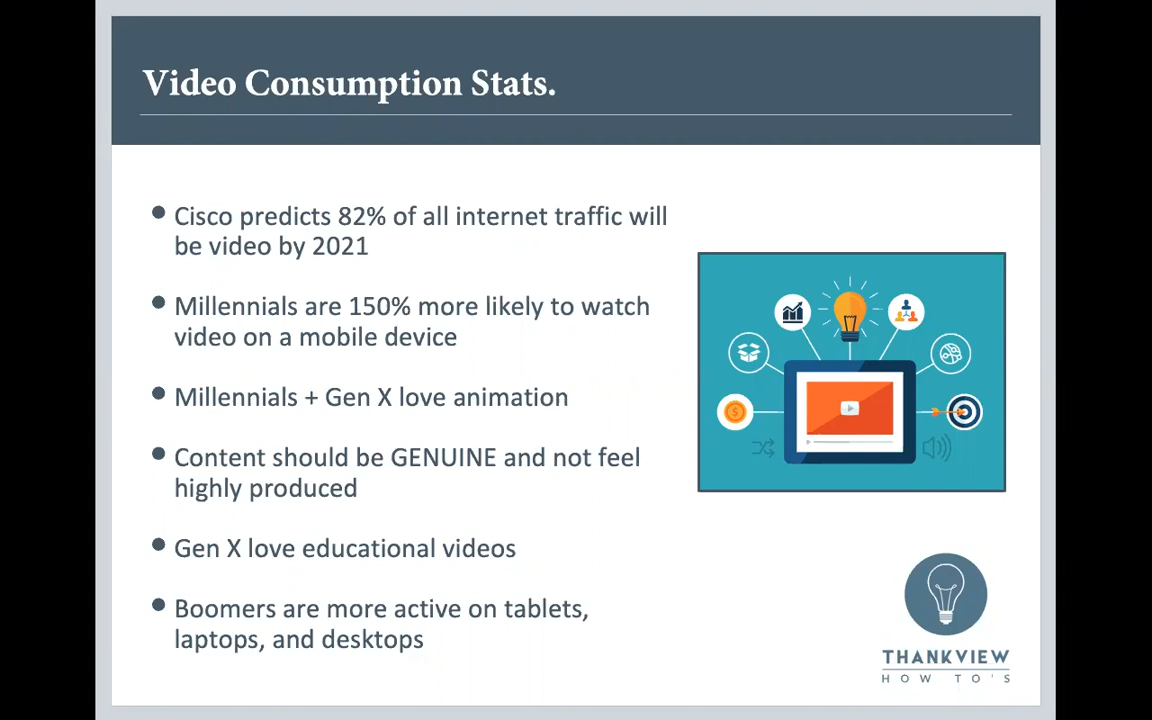 Video Consumption Stats.
• Cisco predicts 82% of all internet traffic will
be video by 2021
• Millennials are 150% more likely to watch
video on a mobile device
• Millennials + Gen X love animation
• Content should be GENUINE and not feel
highly produced
• Gen X love educational videos
• Boomers are more active on tablets,
laptops, and desktops
$
THANKVIEW
HOW TO'S